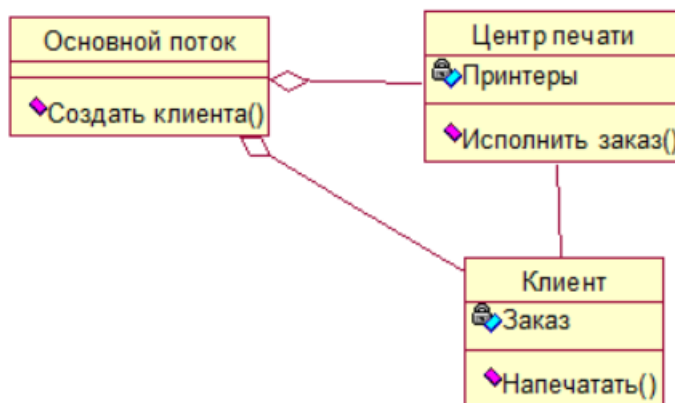 Основной поток
Создать клиента()
Центр печати
Принтеры
Исполнить заказ()
Клиент
Заказ
Напечатать()